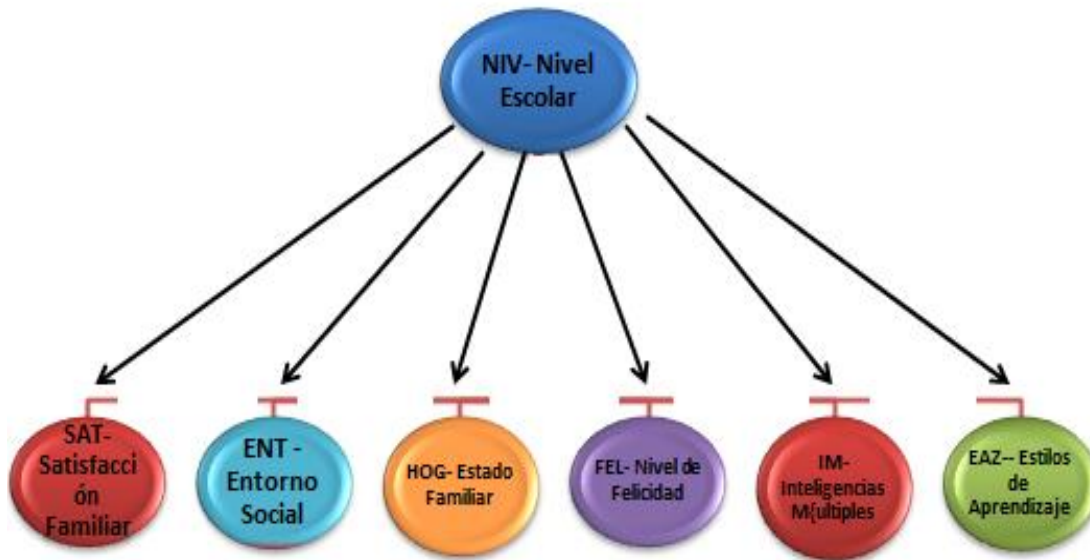 NIV- Nivel
Escolar
SAT-
Satisfacci
ón
Familiar
ENT -
Entorno
Social
HOG- Estado
Familiar
FEL- Nivel de
Felicidad
IM-
Inteligencias
M{ultiples
EAZ-- Estilos
de
Aprendizaje